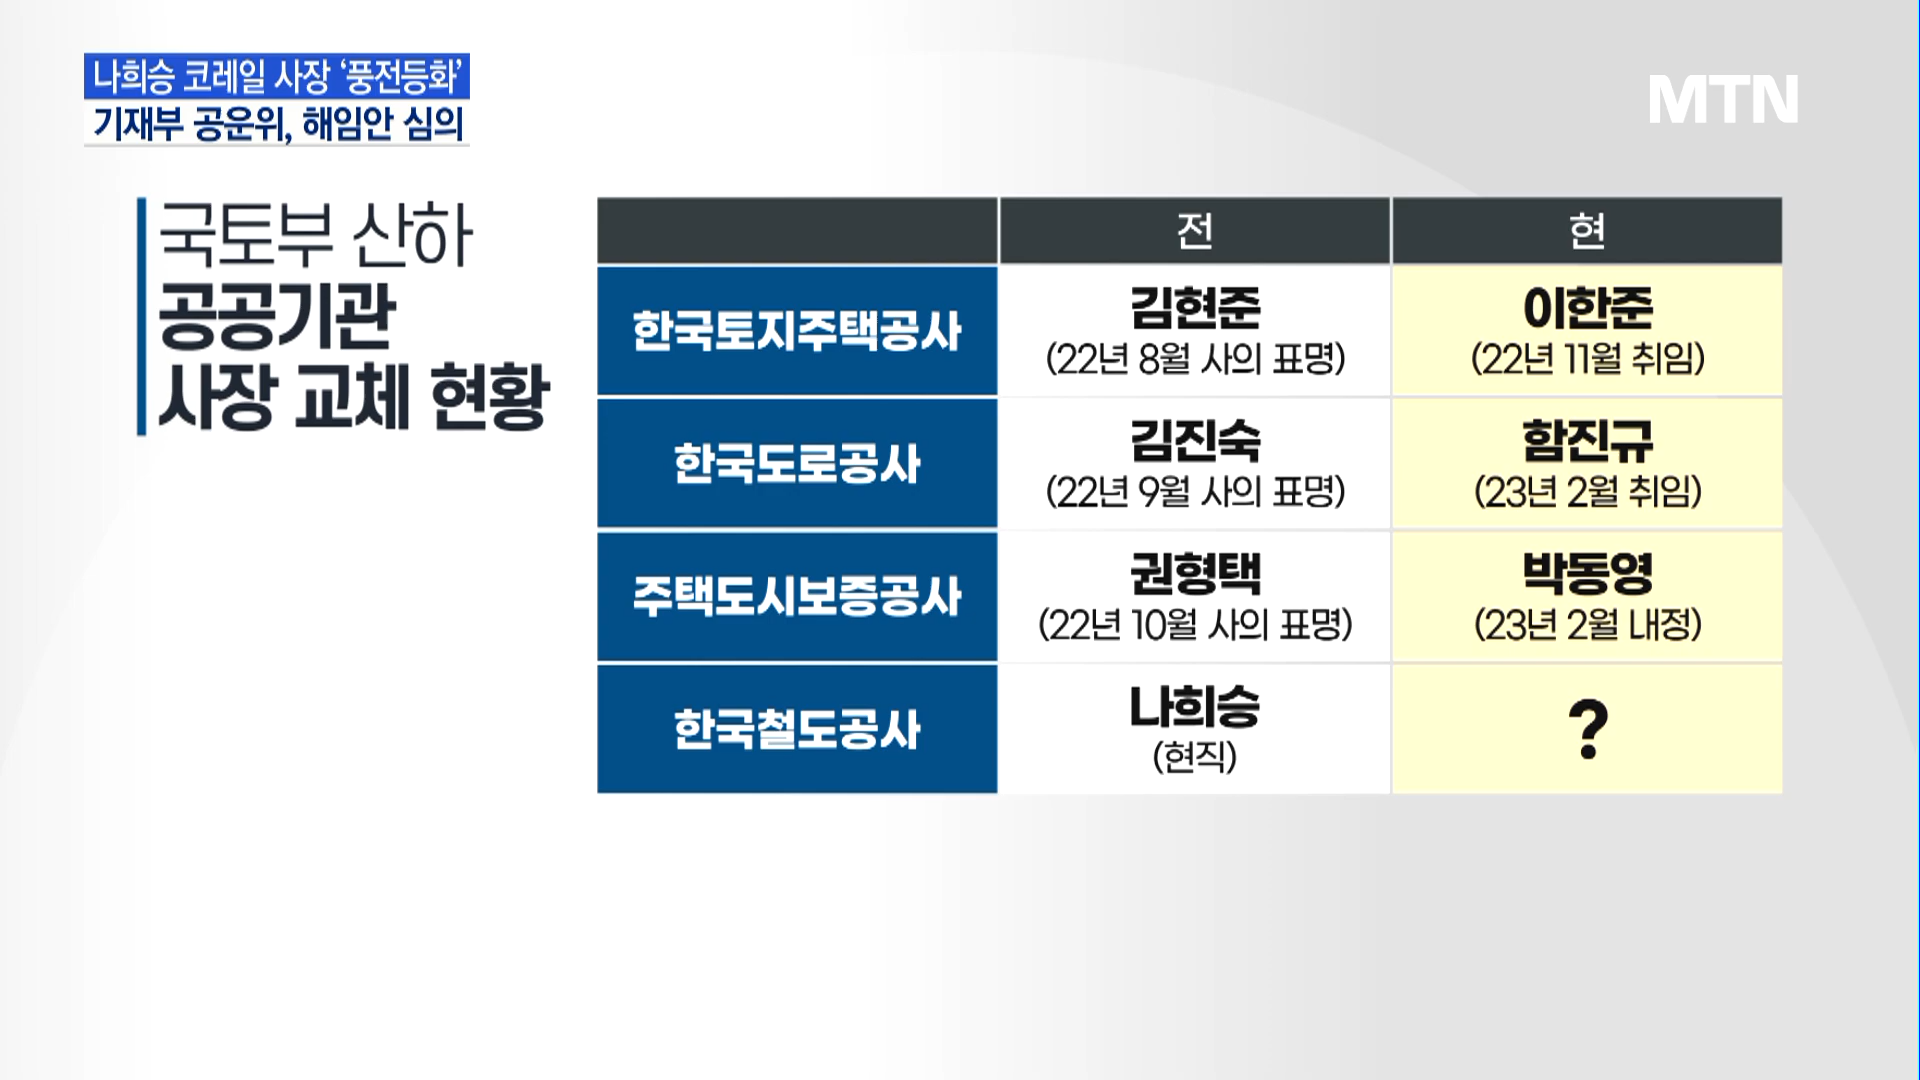 나희승 코레일 사장 ‘풍전등화’
기재부 공운위, 해임안 심의
MTN
국토부 산하
공공기관
사장 교체 현황
전 현
한국토지주택공사 김현준 이한준
(22년 8월 사의 표명) (22년 11월 취임)
한국도로공사 김진숙 함진규
(22년 9월 사의 표명) (23년 2월 취임)
주택도시보증공사 권형택 박동영
(22년 10월 사의 표명) (23년 2월 내정)
한국철도공사 나희승 ?
(현직)